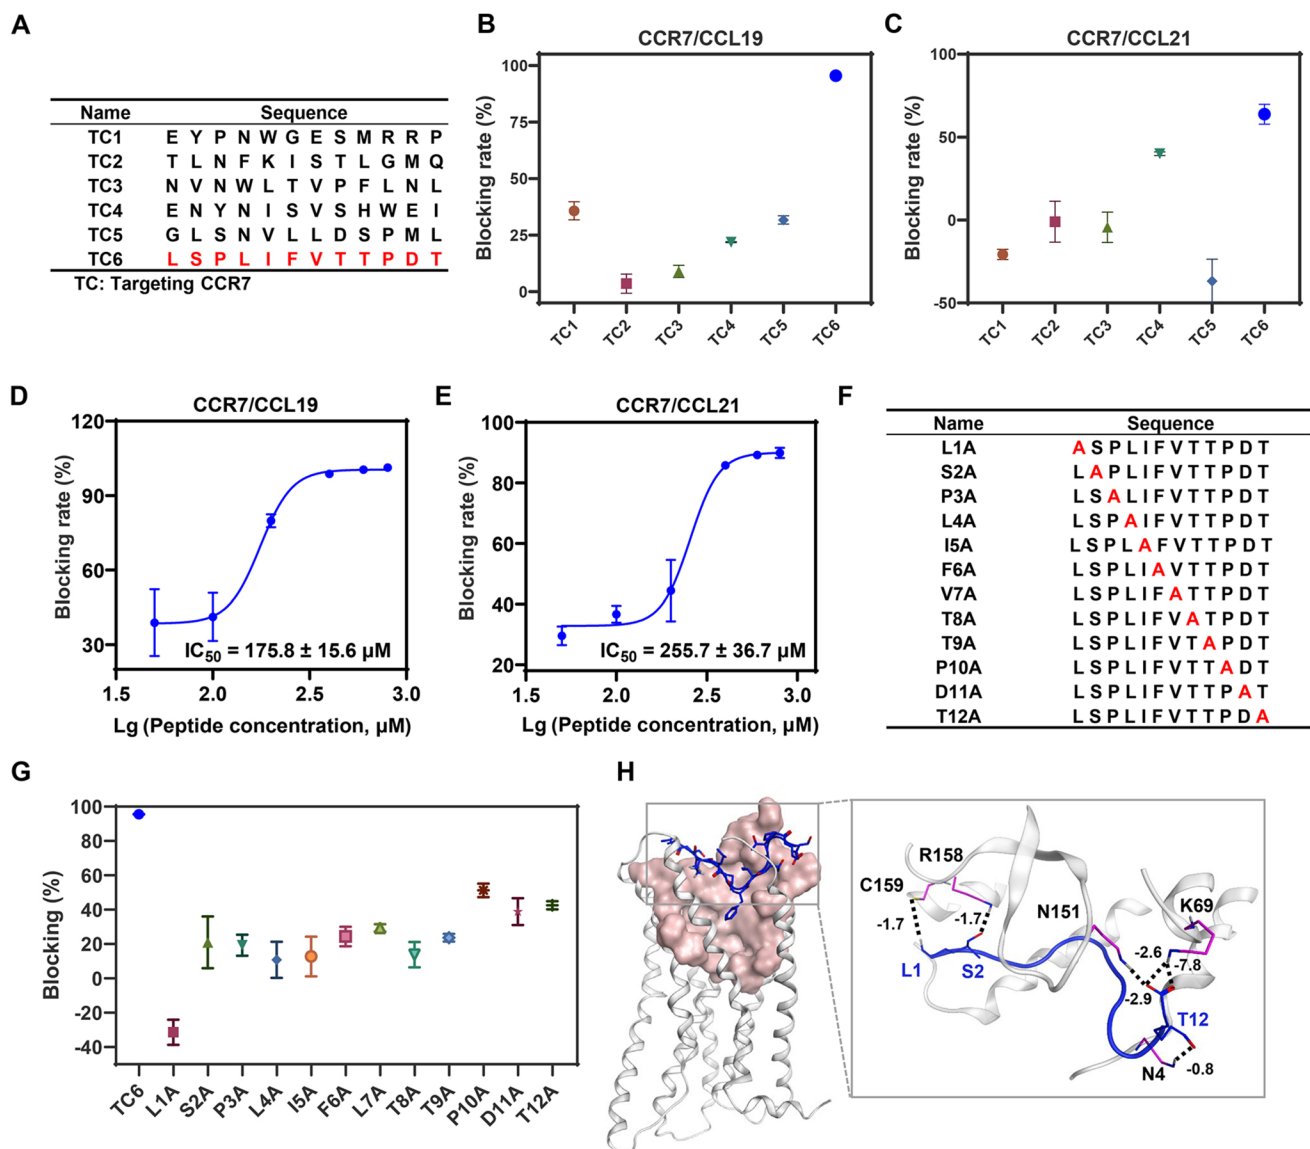 A
Name Sequence
TC1 E Y P N W G E S M R R P
TC2 T L N F K I S T L G M Q
TC3 N V N W L T V P F L N L
TC4 E N Y N I S V S H W E I
TC5 G L S N V L L D S P M L
TC6 L S P L I F V T T P D T
TC: Targeting CCR7
B
CCR7/CCL19
Blocking rate (%)
100
75
50
25
0
TC1 TC2 TC3 TC4 TC5 TC6
C
CCR7/CCL21
Blocking rate (%)
100
50
0
-50
TC1 TC2 TC3 TC4 TC5 TC6
D
CCR7/CCL19
Blocking rate (%)
120
90
60
30
IC50 = 175.8 ± 15.6 μM
1.5 2.0 2.5 3.0
Lg (Peptide concentration, μM)
E
CCR7/CCL21
Blocking rate (%)
100
80
60
40
20
IC50 = 255.7 ± 36.7 μM
1.5 2.0 2.5 3.0
Lg (Peptide concentration, μM)
F
Name Sequence
L1A A S P L I F V T T P D T
S2A L A P L I F V T T P D T
P3A L S A L I F V T T P D T
L4A L S P A I F V T T P D T
I5A L S P L A F V T T P D T
F6A L S P L I A V T T P D T
V7A L S P L I F A T T P D T
T8A L S P L I F V A T P D T
T9A L S P L I F V T A P D T
P10A L S P L I F V T T A D T
D11A L S P L I F V T T P A T
T12A L S P L I F V T T P D A
G
Blocking (%)
100
80
60
40
20
0
-20
-40
TC6 L1A S2A P3A L4A I5A F6A L7A T8A T9A P10A D11A T12A
H
R158
C159
-1.7
-1.7
N151
K69
L1
S2
-2.6
-7.8
-2.9
T12
N4
-0.8